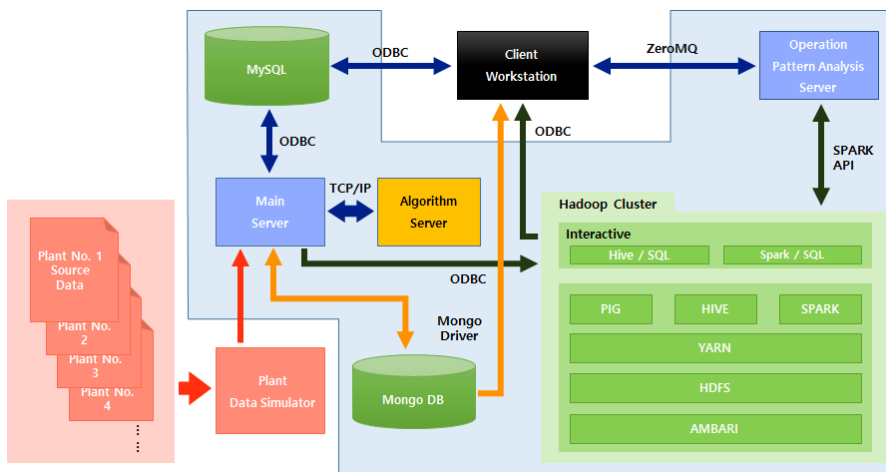 MySQL
ODBC
Client
Workstation
ZeroMQ
Operation
Pattern Analysis
Server
ODBC
ODBC
SPARK
API
Main
Server
TCP/IP
Algorithm
Server
Hadoop Cluster
Interactive
Hive / SQL
Spark / SQL
ODBC
Plant No. 1
Source
Data
Plant No.
2
Plant No.
3
Plant No.
4
Plant
Data Simulator
Mongo
Driver
Mongo DB
PIG
HIVE
SPARK
YARN
HDFS
AMBARI